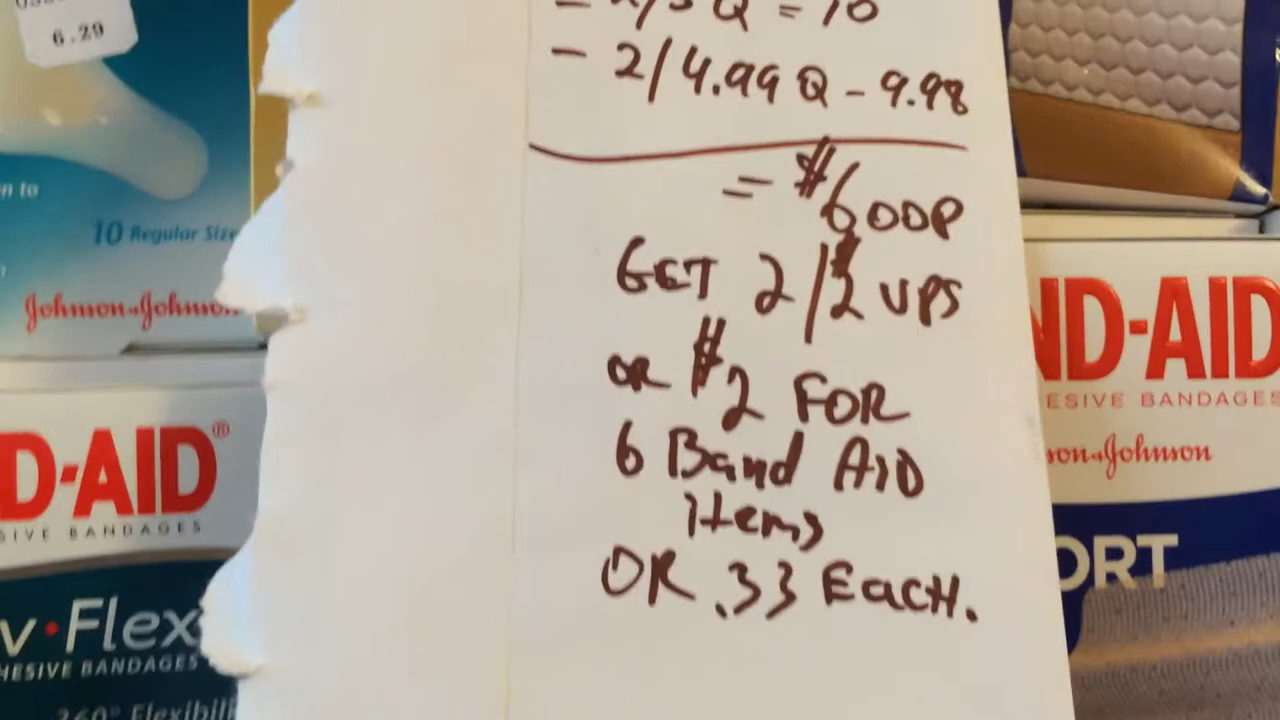 6.29
10 Regular Size
Johnson+Johnson
D-AID®
SIVE BANDAGES
v·Flex
HESIVE BANDAGES
360° Flexibili
- 2/4.99 Q - 9.98
= $6 OOP
GET 2/$2 UPS
OR $2 FOR
6 Band AID
Items
OR .33 EACH.
ND-AID
ESIVE BANDAGES
son+Johnson
ORT